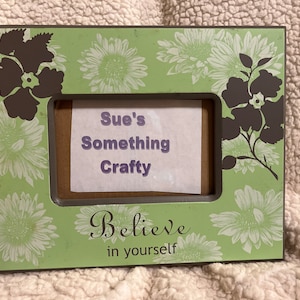 Sue's
Something
Crafty
Believe
in yourself